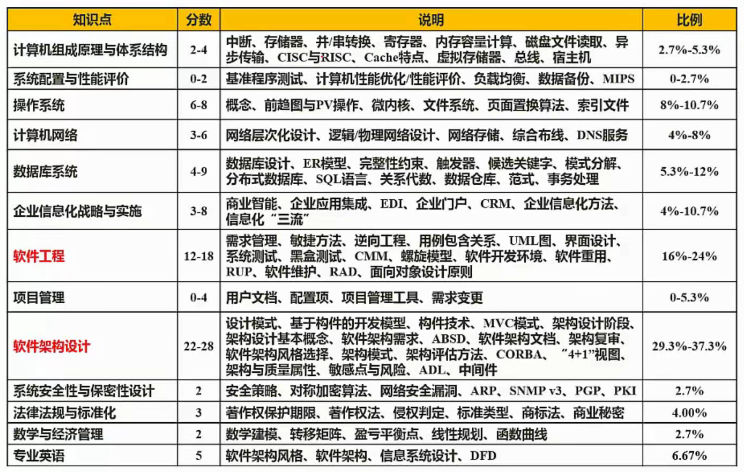 知识点 分数 说明 比例
计算机组成原理与体系结构 2-4 中断、存储器、并/串转换、寄存器、内存容量计算、磁盘文件读取、异
步传输、CISC与RISC、Cache特点、虚拟存储器、总线、宿主机 2.7%-5.3%
系统配置与性能评价 0-2 基准程序测试、计算机性能优化/性能评价、负载均衡、数据备份、MIPS 0-2.7%
操作系统 6-8 概念、前趋图与PV操作、微内核、文件系统、页面置换算法、索引文件 8%-10.7%
计算机网络 3-6 网络层次化设计、逻辑/物理网络设计、网络存储、综合布线、DNS服务 4%-8%
数据库系统 4-9 数据库设计、ER模型、完整性约束、触发器、候选关键字、模式分解、
分布式数据库、SQL语言、关系代数、数据仓库、范式、事务处理 5.3%-12%
企业信息化战略与实施 3-8 商业智能、企业应用集成、EDI、企业门户、CRM、企业信息化方法、
信息化“三流” 4%-10.7%
软件工程 12-18 需求管理、敏捷方法、逆向工程、用例包含关系、UML图、界面设计、
系统测试、黑盒测试、CMM、螺旋模型、软件开发环境、软件重用、
RUP、软件维护、RAD、面向对象设计原则 16%-24%
项目管理 0-4 用户文档、配置项、项目管理工具、需求变更 0-5.3%
软件架构设计 22-28 设计模式、基于构件的开发模型、构件技术、MVC模式、架构设计阶段、
架构设计基本概念、软件架构需求、ABSD、软件架构文档、架构复审、
软件架构风格选择、架构模式、架构评估方法、CORBA、“4+1”视图、
架构与质量属性、敏感点与风险、ADL、中间件 29.3%-37.3%
系统安全性与保密性设计 2 安全策略、对称加密算法、网络安全漏洞、ARP、SNMP v3、PGP、PKI 2.7%
法律法规与标准化 3 著作权保护期限、著作权法、侵权判定、标准类型、商标法、商业秘密 4.00%
数学与经济管理 2 数学建模、转移矩阵、盈亏平衡点、线性规划、函数曲线 2.7%
专业英语 5 软件架构风格、软件架构、信息系统设计、DFD 6.67%